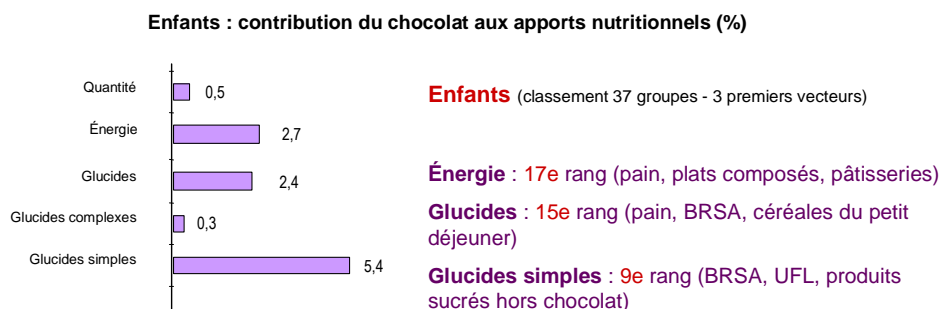 Enfants : contribution du chocolat aux apports nutritionnels (%)
Quantité 0,5
Énergie 2,7
Glucides 2,4
Glucides complexes 0,3
Glucides simples 5,4
Enfants (classement 37 groupes - 3 premiers vecteurs)
Énergie : 17e rang (pain, plats composés, pâtisseries)
Glucides : 15e rang (pain, BRSA, céréales du petit
déjeuner)
Glucides simples : 9e rang (BRSA, UFL, produits
sucrés hors chocolat)